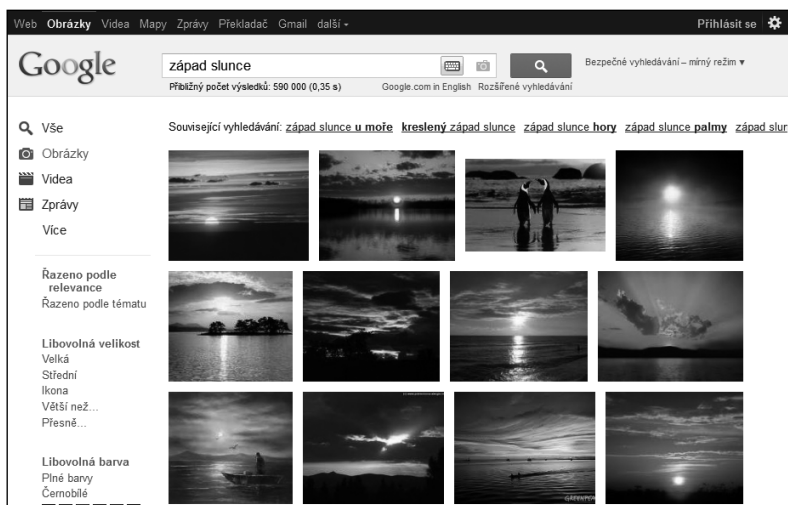 Web Obrázky Videa Mapy Zprávy Překladač Gmail další
Přihlásit se
Google
západ slunce
Bezpečné vyhledávání – mírný režim ▼
Přibližný počet výsledků: 590 000 (0,35 s)
Google.com in English Rozšířené vyhledávání
Související vyhledávání: západ slunce u moře kreslený západ slunce západ slunce hory západ slunce palmy západ slun
Vše
Obrázky
Videa
Zprávy
Více
Řazeno podle
relevance
Řazeno podle tématu
Libovolná velikost
Velká
Střední
Ikona
Větší než...
Přesně...
Libovolná barva
Plné barvy
Černobílé